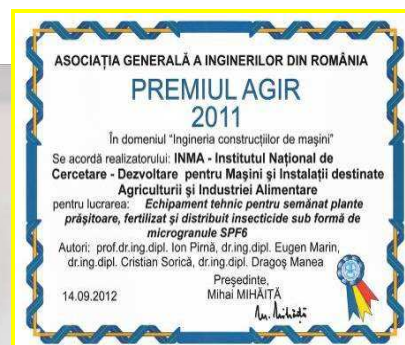 ASOCIAȚIA GENERALĂ A INGINERILOR DIN ROMÂNIA
PREMIUL AGIR
2011
În domeniul "Ingineria construcțiilor de mașini"
Se acordă realizatorului: INMA - Institutul Național de
Cercetare - Dezvoltare pentru Mașini și Instalații destinate
Agriculturii și Industriei Alimentare
pentru lucrarea: Echipament tehnic pentru semănat plante
prășitoare, fertilizat și distribuit insecticide sub formă de
microgranule SPF6
Autori: prof.dr.ing.dipl. Ion Pirnă, dr.ing.dipl. Eugen Marin,
dr.ing.dipl. Cristian Sorică, dr.ing.dipl. Dragoș Manea
Președinte,
14.09.2012 Mihai MIHĂIȚĂ